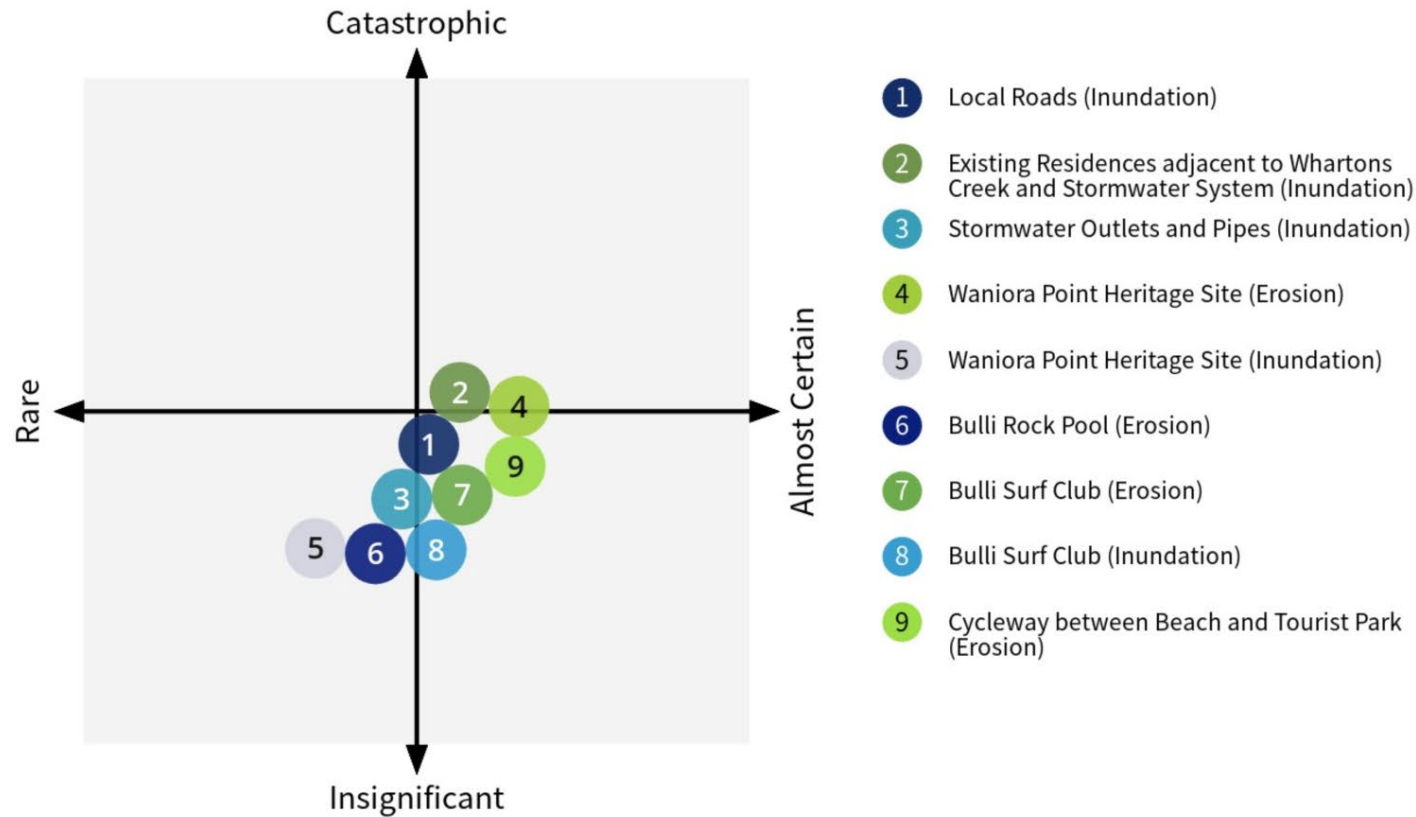 Catastrophic
Rare
Almost Certain
2
4
1
9
3
7
5
6
8
Insignificant
1 Local Roads (Inundation)
2 Existing Residences adjacent to Whartons
Creek and Stormwater System (Inundation)
3 Stormwater Outlets and Pipes (Inundation)
4 Waniora Point Heritage Site (Erosion)
5 Waniora Point Heritage Site (Inundation)
6 Bulli Rock Pool (Erosion)
7 Bulli Surf Club (Erosion)
8 Bulli Surf Club (Inundation)
9 Cycleway between Beach and Tourist Park
(Erosion)